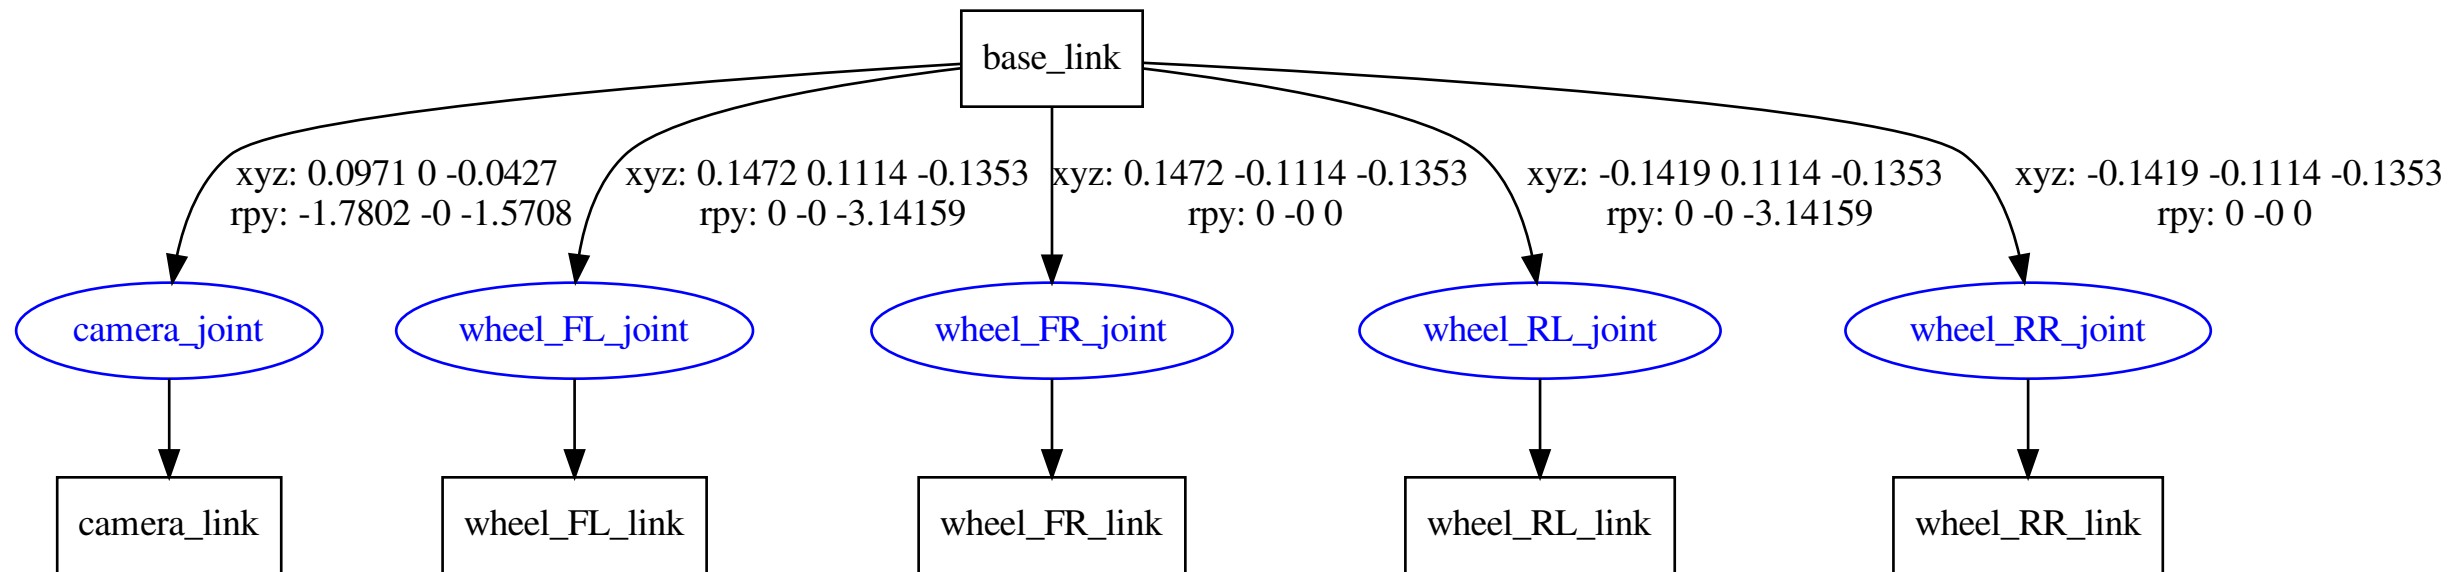 base_link
xyz: 0.0971 0 -0.0427
rpy: -1.7802 -0 -1.5708
xyz: 0.1472 0.1114 -0.1353
rpy: 0 -0 -3.14159
xyz: 0.1472 -0.1114 -0.1353
rpy: 0 -0 0
xyz: -0.1419 0.1114 -0.1353
rpy: 0 -0 -3.14159
xyz: -0.1419 -0.1114 -0.1353
rpy: 0 -0 0
camera_joint
wheel_FL_joint
wheel_FR_joint
wheel_RL_joint
wheel_RR_joint
camera_link
wheel_FL_link
wheel_FR_link
wheel_RL_link
wheel_RR_link